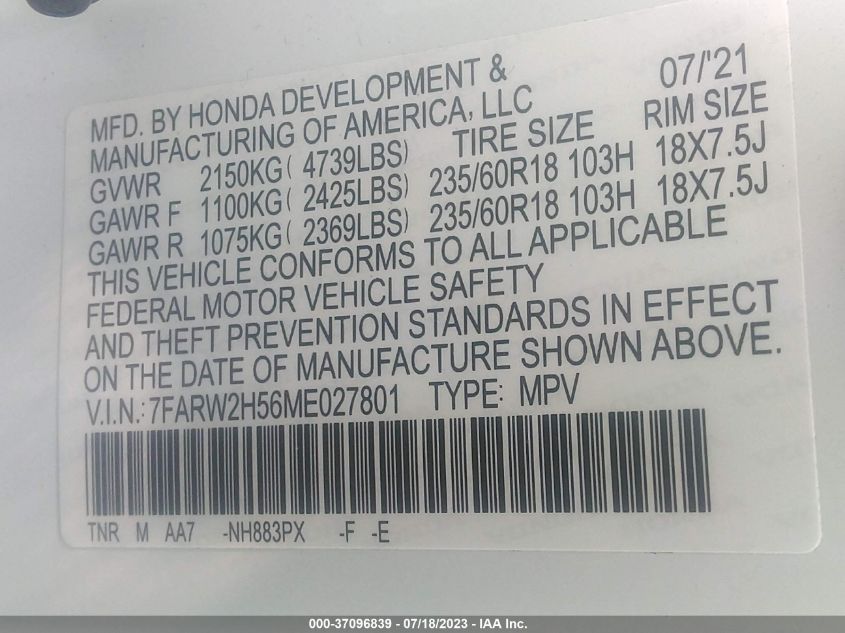 MFD. BY HONDA DEVELOPMENT & 07/'21
MANUFACTURING OF AMERICA, LLC RIM SIZE
TIRE SIZE
GVWR 2150KG( 4739LBS)
GAWR F 1100KG( 2425LBS) 235/60R18 103H 18X7.5J
GAWR R 1075KG( 2369LBS) 235/60R18 103H 18X7.5J
THIS VEHICLE CONFORMS TO ALL APPLICABLE
FEDERAL MOTOR VEHICLE SAFETY
AND THEFT PREVENTION STANDARDS IN EFFECT
ON THE DATE OF MANUFACTURE SHOWN ABOVE.
V.I.N.: 7FARW2H56ME027801 TYPE: MPV
TNR M AA7 -NH883PX -F -E
000-37096839 - 07/18/2023 - IAA Inc.